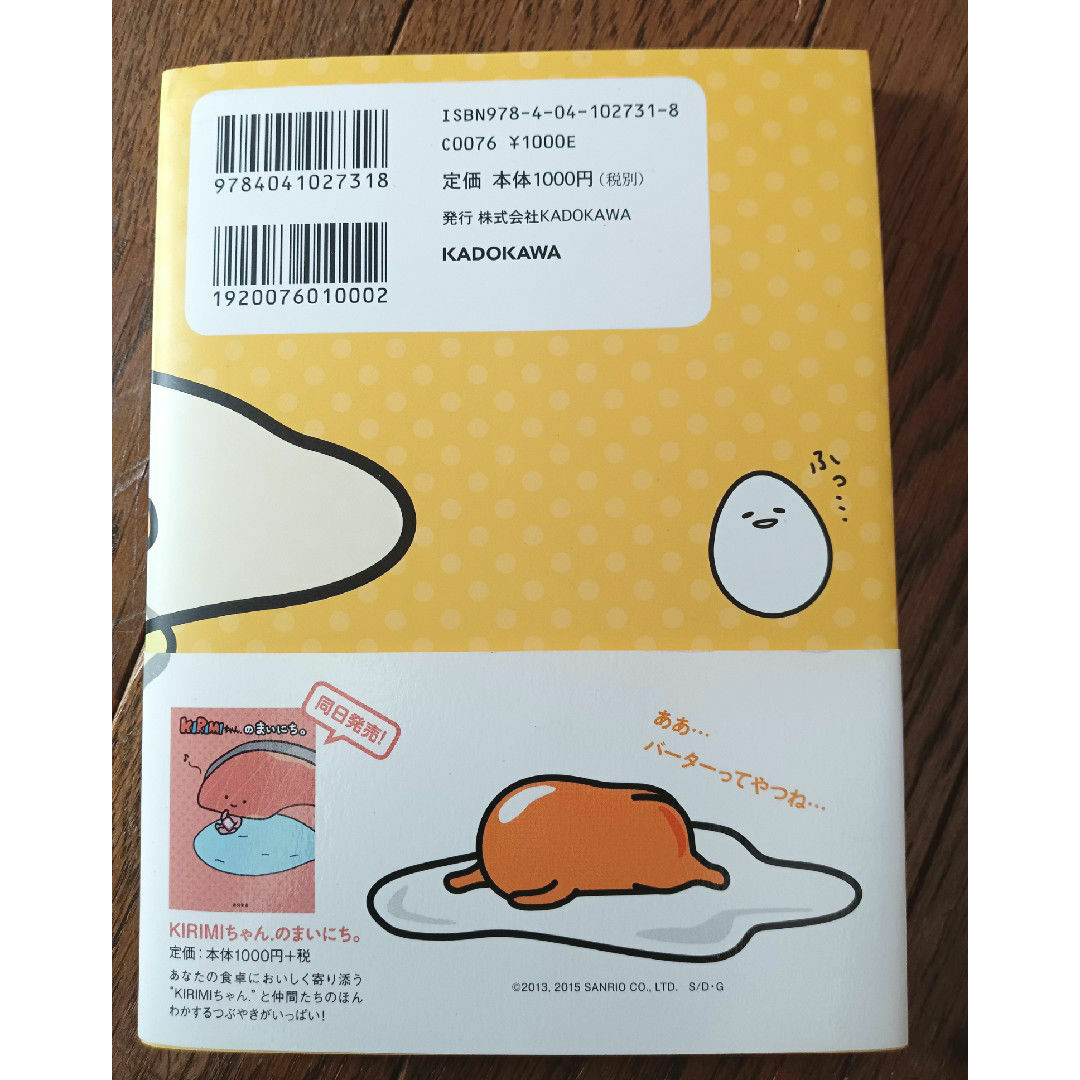 ISBN978-4-04-102731-8
C0076 ¥1000E
定価 本体1000円(税別)
発行 株式会社KADOKAWA
KADOKAWA
9784041027318
1920076010002
ふっ……
同日発売!
KIRIMIちゃん.のまいにち。
ああ…
バーターってやつね…
KIRIMIちゃん.のまいにち。
定価:本体1000円+税
あなたの食卓においしく寄り添う
"KIRIMIちゃん."と仲間たちのほん
わかするつぶやきがいっぱい!
©2013, 2015 SANRIO CO., LTD. S/D・G